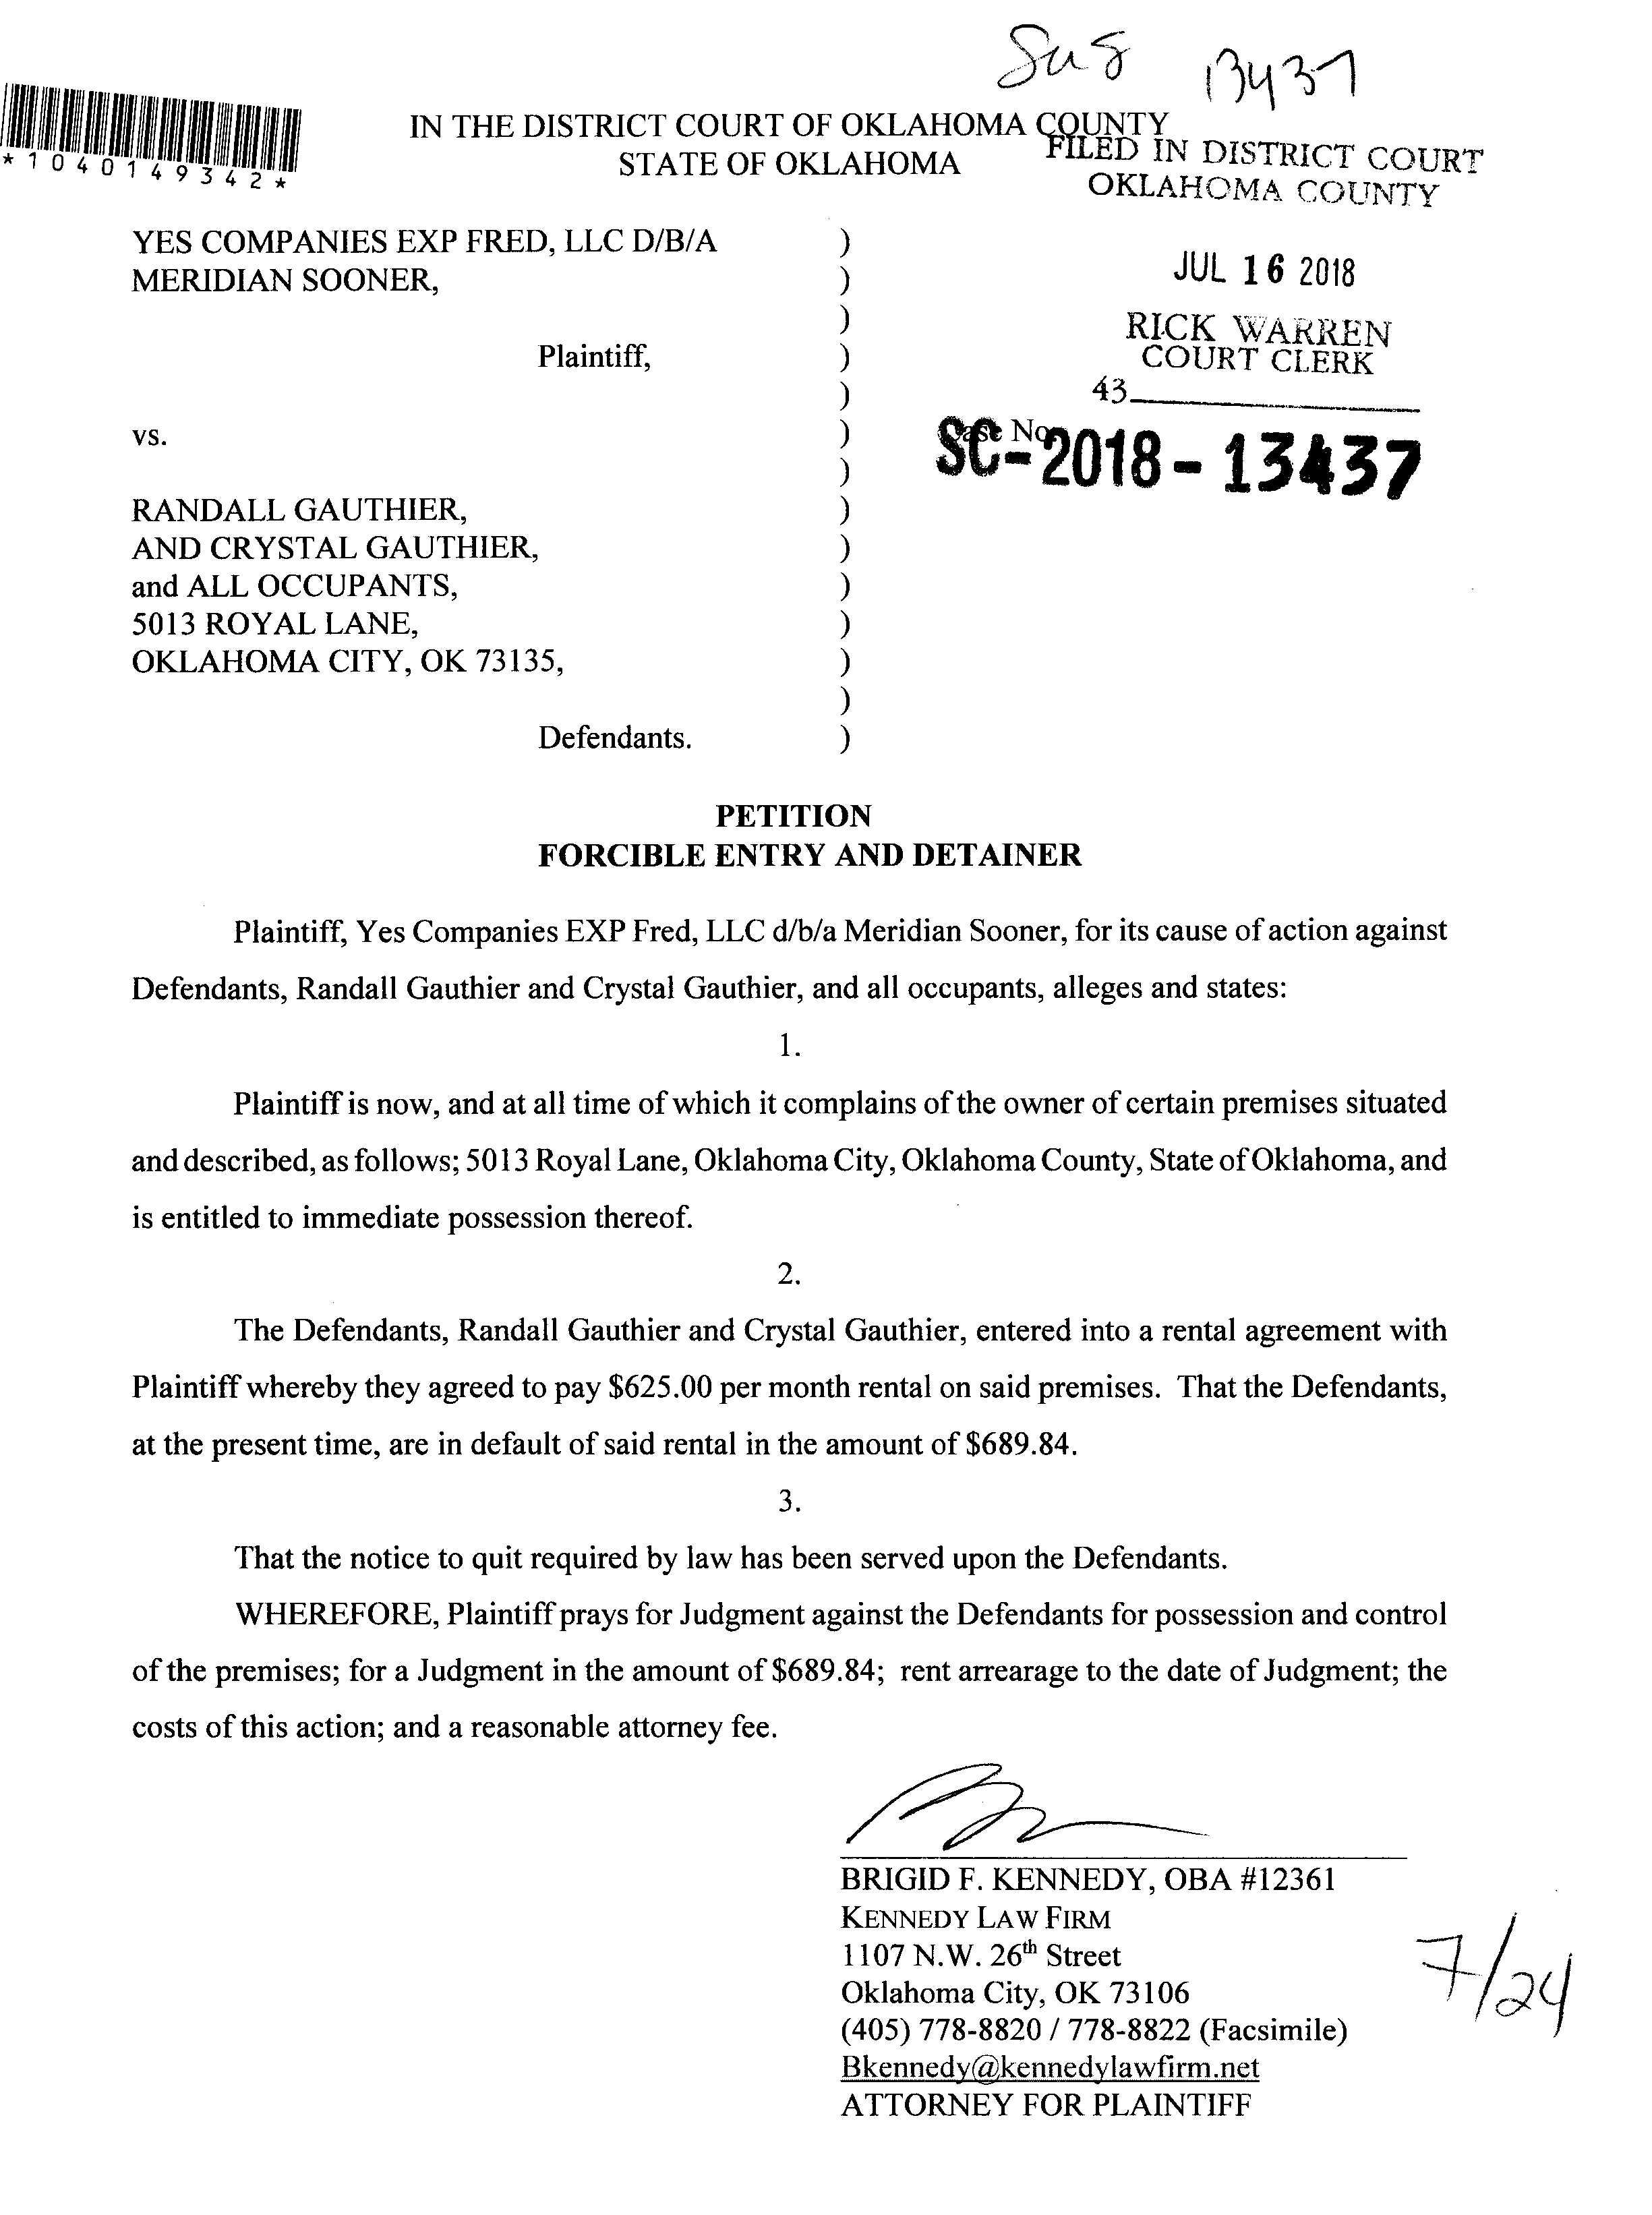 13437
*1040149342*
IN THE DISTRICT COURT OF OKLAHOMA COUNTY
STATE OF OKLAHOMA
FILED IN DISTRICT COURT
OKLAHOMA COUNTY
JUL 16 2018
RICK WARREN
COURT CLERK
43
Case No.
SC-2018-13437
YES COMPANIES EXP FRED, LLC D/B/A )
MERIDIAN SOONER, )
)
Plaintiff, )
)
vs. )
)
RANDALL GAUTHIER, )
AND CRYSTAL GAUTHIER, )
and ALL OCCUPANTS, )
5013 ROYAL LANE, )
OKLAHOMA CITY, OK 73135, )
)
Defendants. )
PETITION
FORCIBLE ENTRY AND DETAINER
Plaintiff, Yes Companies EXP Fred, LLC d/b/a Meridian Sooner, for its cause of action against
Defendants, Randall Gauthier and Crystal Gauthier, and all occupants, alleges and states:
1.
Plaintiff is now, and at all time of which it complains of the owner of certain premises situated
and described, as follows; 5013 Royal Lane, Oklahoma City, Oklahoma County, State of Oklahoma, and
is entitled to immediate possession thereof.
2.
The Defendants, Randall Gauthier and Crystal Gauthier, entered into a rental agreement with
Plaintiff whereby they agreed to pay $625.00 per month rental on said premises. That the Defendants,
at the present time, are in default of said rental in the amount of $689.84.
3.
That the notice to quit required by law has been served upon the Defendants.
WHEREFORE, Plaintiff prays for Judgment against the Defendants for possession and control
of the premises; for a Judgment in the amount of $689.84; rent arrearage to the date of Judgment; the
costs of this action; and a reasonable attorney fee.
BRIGID F. KENNEDY, OBA #12361
KENNEDY LAW FIRM
1107 N.W. 26th Street
Oklahoma City, OK 73106
(405) 778-8820 / 778-8822 (Facsimile)
Bkennedy@kennedylawfirm.net
ATTORNEY FOR PLAINTIFF
7/24